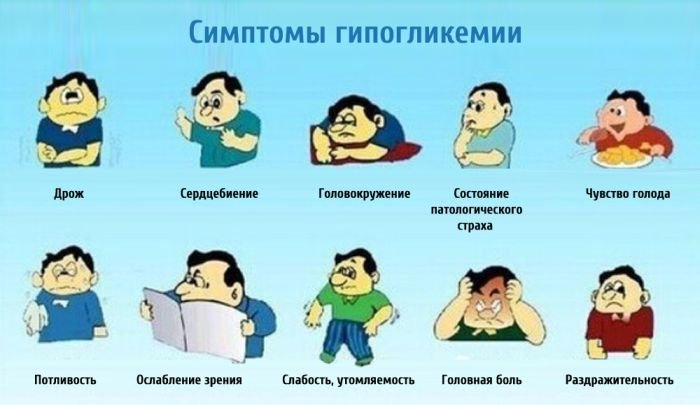 Симптомы гипогликемии
Дрож
Сердцебиение
Головокружение
Состояние
патологического
страха
Чувство голода
Потливость
Ослабление зрения
Слабость, утомляемость
Головная боль
Раздражительность